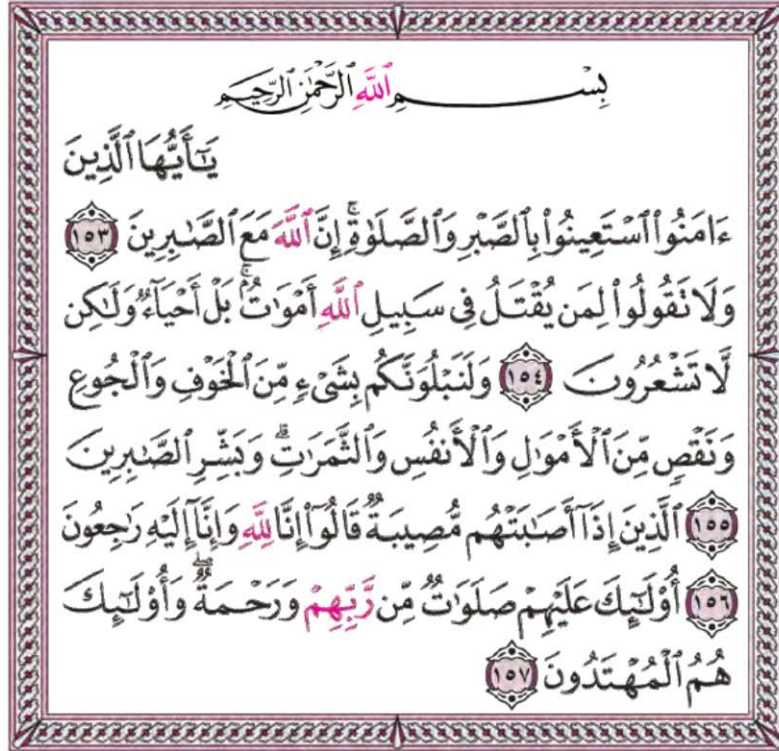 بِسْمِ ٱللَّهِ ٱلرَّحْمَٰنِ ٱلرَّحِيمِ
يَٰٓأَيُّهَا ٱلَّذِينَ
ءَامَنُوا۟ ٱسْتَعِينُوا۟ بِٱلصَّبْرِ وَٱلصَّلَوٰةِ ۚ إِنَّ ٱللَّهَ مَعَ ٱلصَّٰبِرِينَ ١٥٣
وَلَا تَقُولُوا۟ لِمَن يُقْتَلُ فِى سَبِيلِ ٱللَّهِ أَمْوَٰتٌۢ ۚ بَلْ أَحْيَآءٌ وَلَٰكِن
لَّا تَشْعُرُونَ ١٥٤ وَلَنَبْلُوَنَّكُم بِشَىْءٍ مِّنَ ٱلْخَوْفِ وَٱلْجُوعِ
وَنَقْصٍ مِّنَ ٱلْأَمْوَٰلِ وَٱلْأَنفُسِ وَٱلثَّمَرَٰتِ ۗ وَبَشِّرِ ٱلصَّٰبِرِينَ
١٥٥ ٱلَّذِينَ إِذَآ أَصَٰبَتْهُم مُّصِيبَةٌ قَالُوٓا۟ إِنَّا لِلَّهِ وَإِنَّآ إِلَيْهِ رَٰجِعُونَ
١٥٦ أُو۟لَٰٓئِكَ عَلَيْهِمْ صَلَوَٰتٌ مِّن رَّبِّهِمْ وَرَحْمَةٌ ۖ وَأُو۟لَٰٓئِكَ
هُمُ ٱلْمُهْتَدُونَ ١٥٧